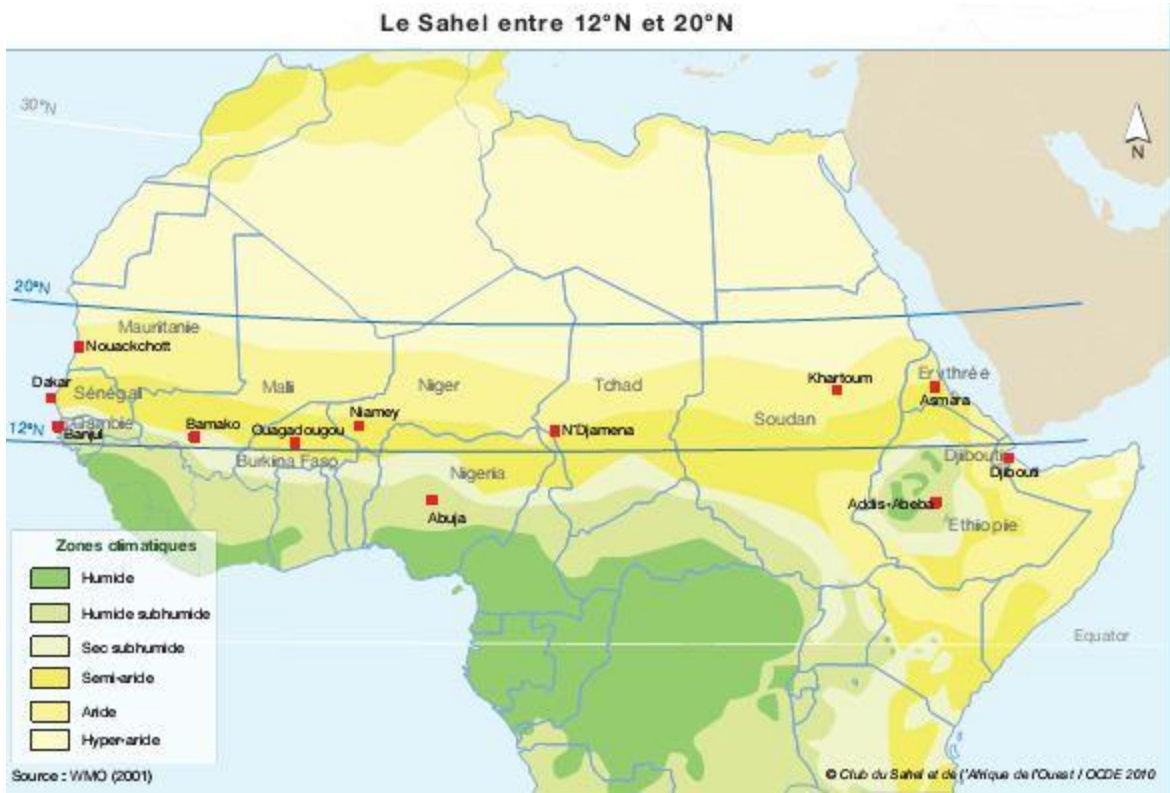 Le Sahel entre 12°N et 20°N
30°N
N
20°N
Mauritanie
Nouackchott
Dakar
Sénégal
Mali
Niger
Tchad
Khartoum
Erythrée
Asmara
Gambie
Banjul
Bamako
Ouagadougou
Niamey
N'Djamena
Soudan
12°N
Burkina Faso
Nigeria
Djibouti
Djibouti
Abuja
Addis-Abeba
Ethiopie
Zones climatiques
Humide
Humide subhumide
Sec subhumide
Semi-aride
Aride
Hyper-aride
Equator
Source : WMO (2001)
© Club du Sahel et de l'Afrique de l'Ouest / OCDE 2010